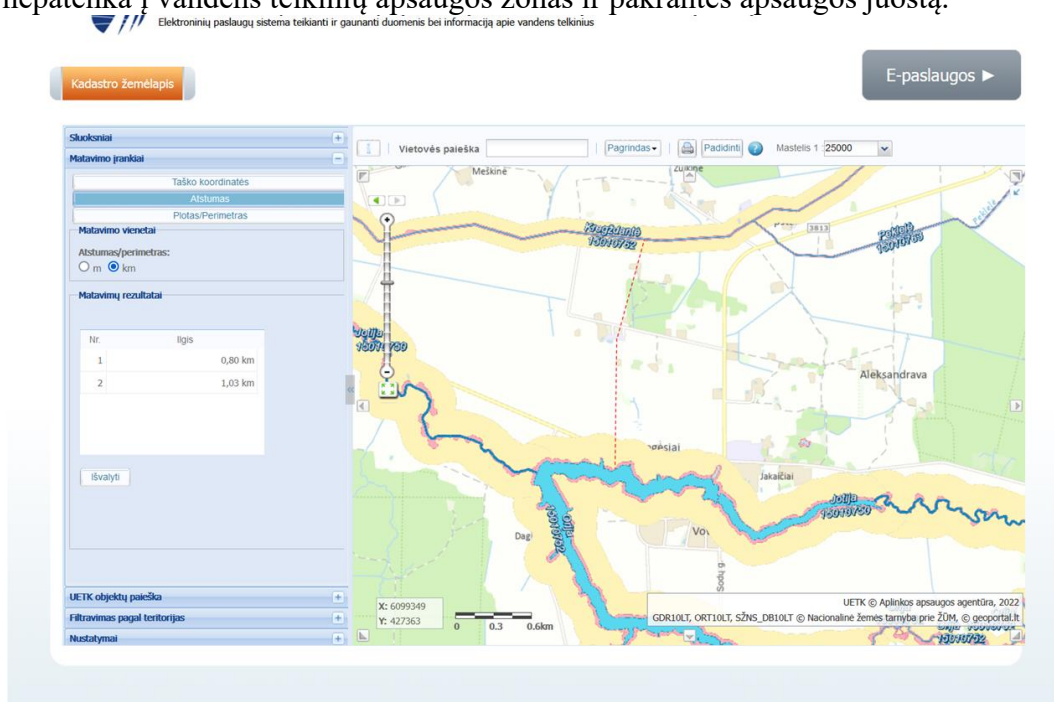 nepatenka į vandens telkinių apsaugos zonas ir pakrantės apsaugos juostą.
Elektroninių paslaugų sistema teikianti ir gaunanti duomenis bei informaciją apie vandens telkinius
Kadastro žemėlapis
E-paslaugos ►
Sluoksniai
Matavimo įrankiai
Taško koordinatės
Atstumas
Plotas/Perimetras
Matavimo vienetai
Atstumas/perimetras:
m km
Matavimų rezultatai
Nr. Ilgis
1 0,80 km
2 1,03 km
Išvalyti
UETK objektų paieška
Filtravimas pagal teritorijas
Nustatymai
Vietovės paieška Pagrindas Padidinti Mastelis 1 : 25000
Meškinė
3813
15010762
15010763
Jotija
15010750
Aleksandrava
Jakaičiai
Jotija
15010750
X: 6099349
Y: 427363
0 0.3 0.6km
UETK © Aplinkos apsaugos agentūra, 2022
GDR10LT, ORT10LT, SŽNS_DB10LT © Nacionalinė žemės tarnyba prie ŽŪM, © geoportal.lt
15010752